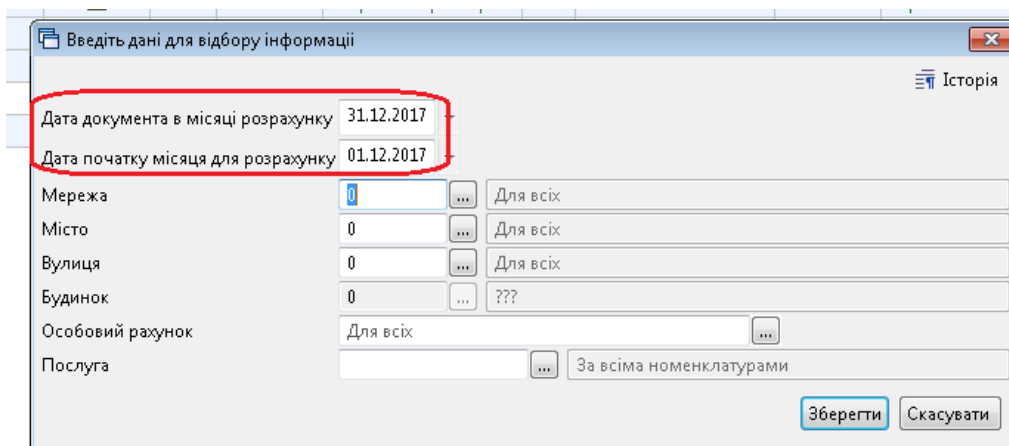 Введіть дані для відбору інформаціі
Історія
Дата документа в місяці розрахунку 31.12.2017
Дата початку місяця для розрахунку 01.12.2017
Мережа 0 ... Для всіх
Місто 0 ... Для всіх
Вулиця 0 ... Для всіх
Будинок 0 ... ???
Особовий рахунок Для всіх ...
Послуга ... За всіма номенклатурами
Зберегти Скасувати